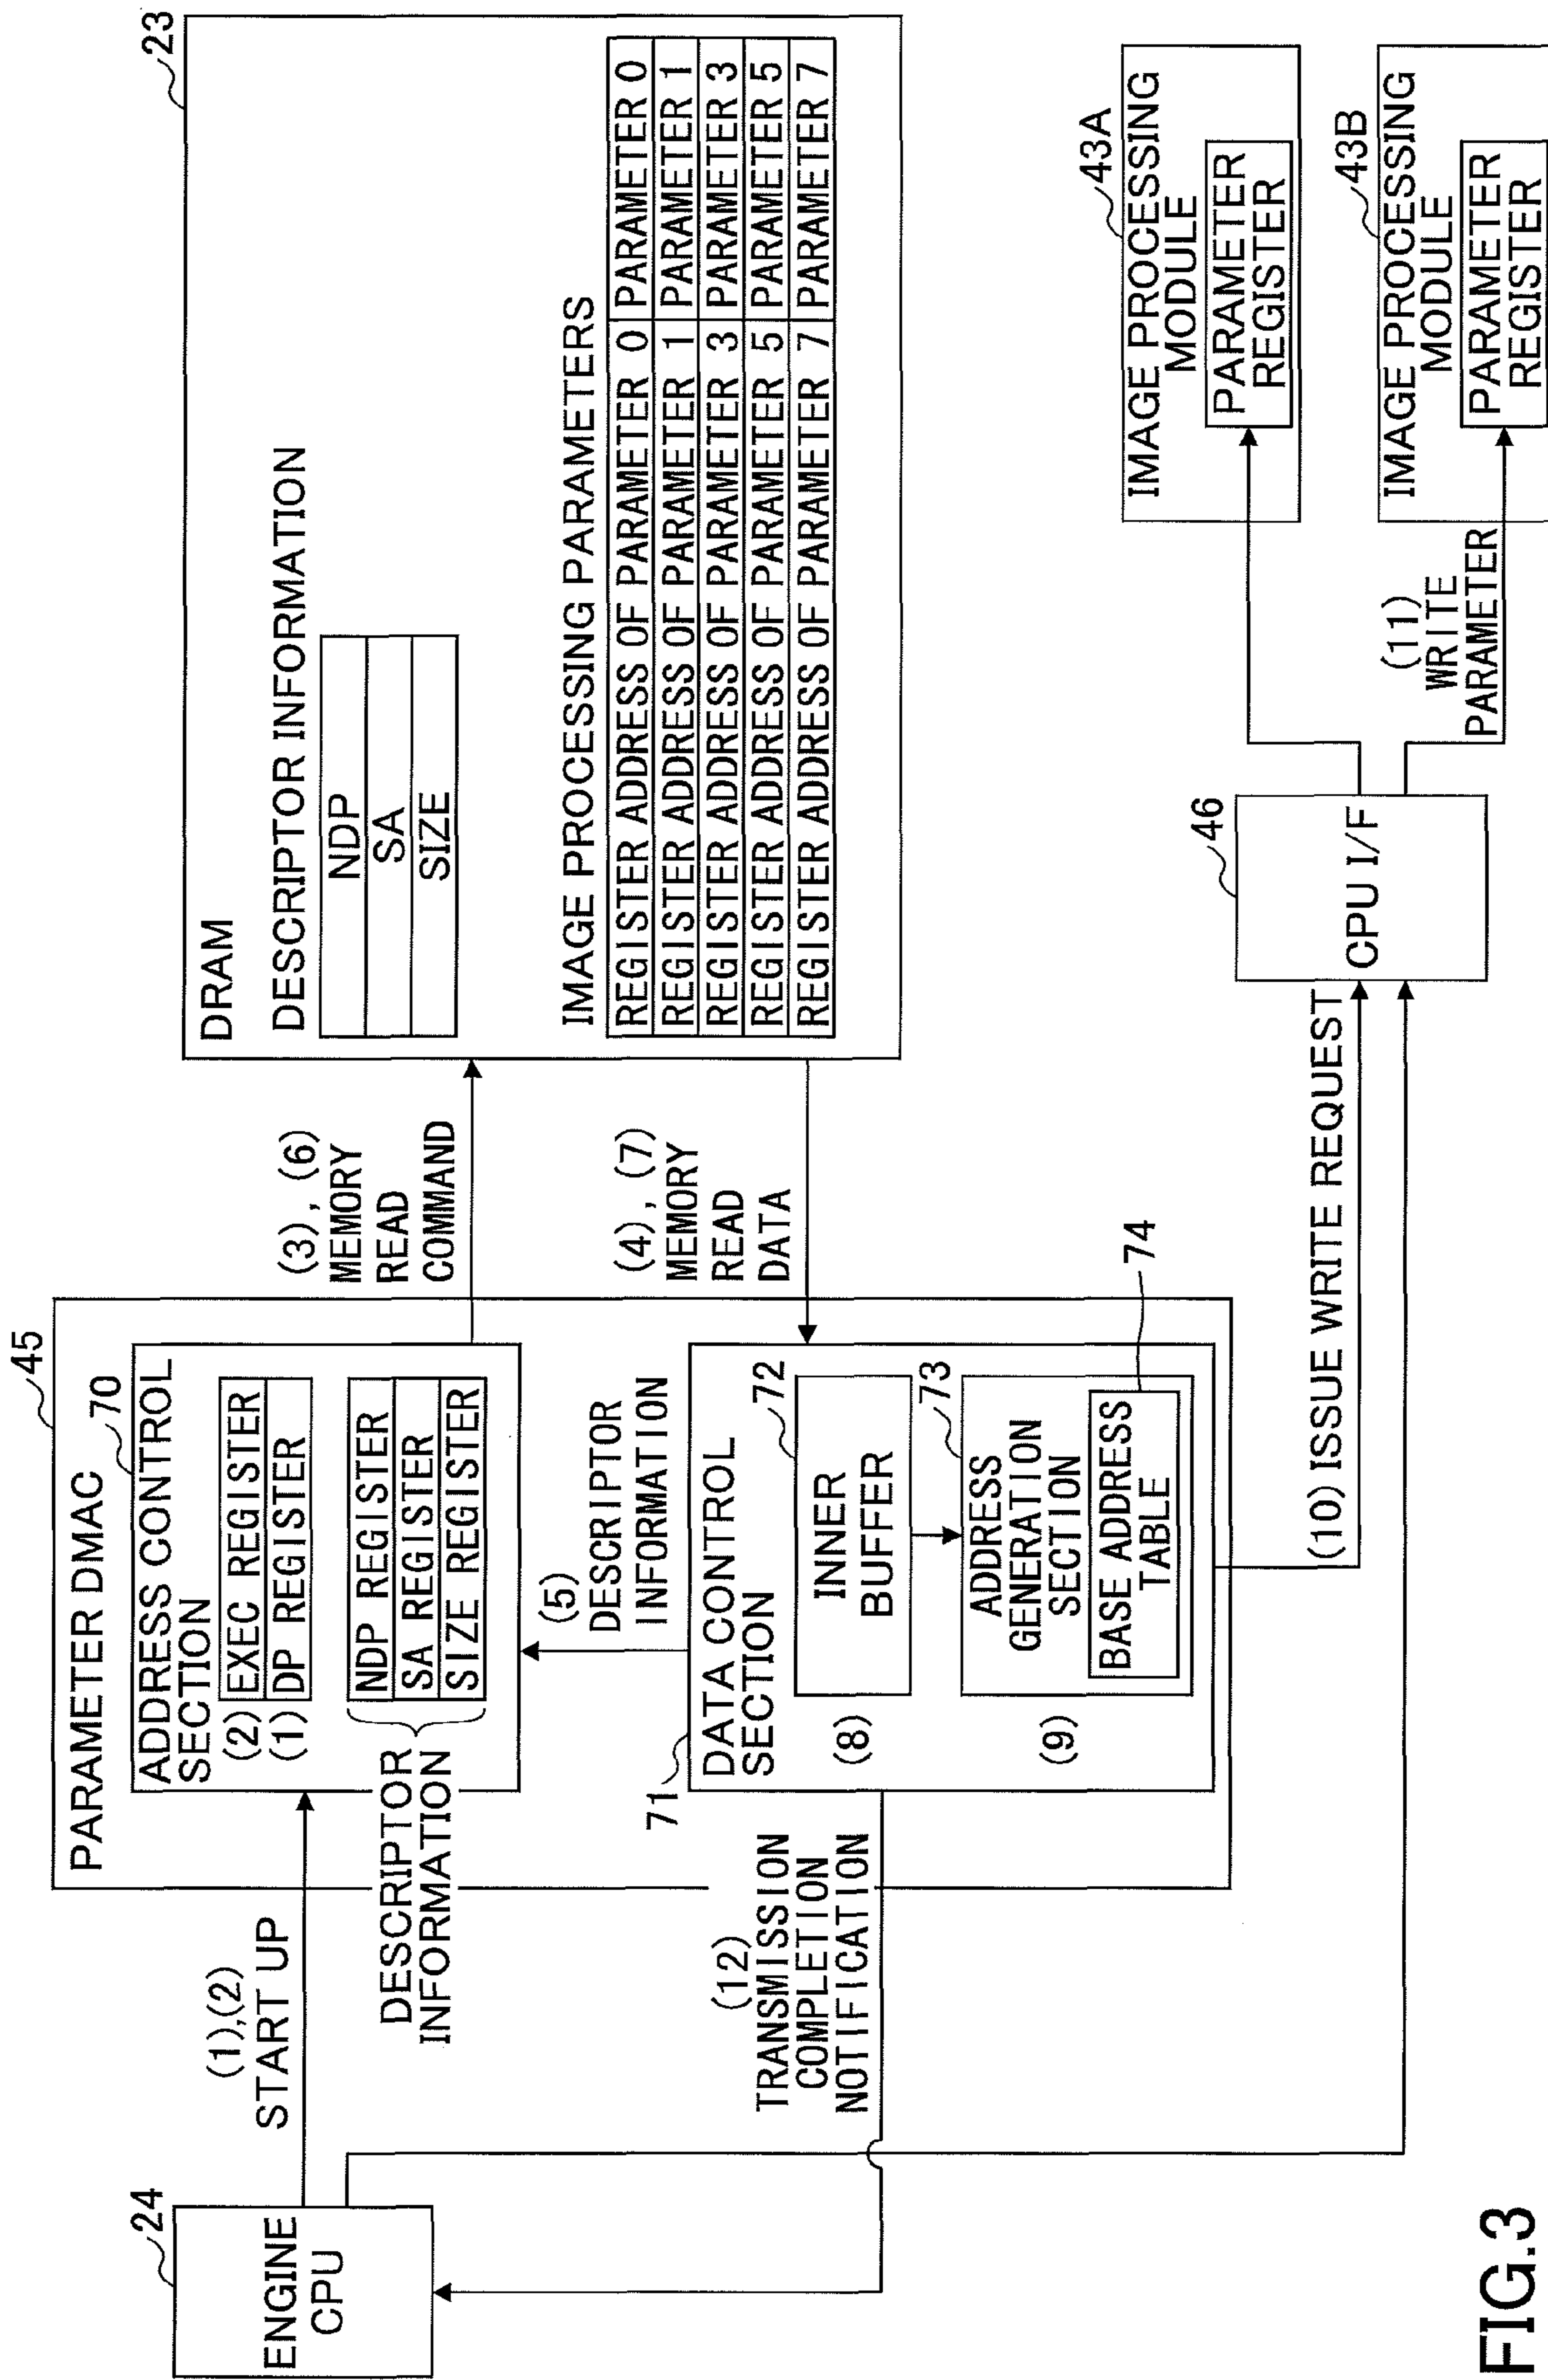 24
ENGINE
CPU
(1),(2)
START UP
45
PARAMETER DMAC
70
ADDRESS CONTROL
SECTION
(2)
EXEC REGISTER
(1)
DP REGISTER
NDP REGISTER
SA REGISTER
SIZE REGISTER
DESCRIPTOR
INFORMATION
(5)
DESCRIPTOR
INFORMATION
71
DATA CONTROL
SECTION
72
INNER
BUFFER
(8)
73
ADDRESS
GENERATION
SECTION
74
BASE ADDRESS
TABLE
(9)
(12)
TRANSMISSION
COMPLETION
NOTIFICATION
(3), (6)
MEMORY
READ
COMMAND
(4), (7)
MEMORY
READ
DATA
23
DRAM
DESCRIPTOR INFORMATION
NDP
SA
SIZE
IMAGE PROCESSING PARAMETERS
REGISTER ADDRESS OF PARAMETER 0 PARAMETER 0
REGISTER ADDRESS OF PARAMETER 1 PARAMETER 1
REGISTER ADDRESS OF PARAMETER 3 PARAMETER 3
REGISTER ADDRESS OF PARAMETER 5 PARAMETER 5
REGISTER ADDRESS OF PARAMETER 7 PARAMETER 7
(10) ISSUE WRITE REQUEST
46
CPU I/F
(11)
WRITE
PARAMETER
43A
IMAGE PROCESSING
MODULE
PARAMETER
REGISTER
43B
IMAGE PROCESSING
MODULE
PARAMETER
REGISTER
FIG.3